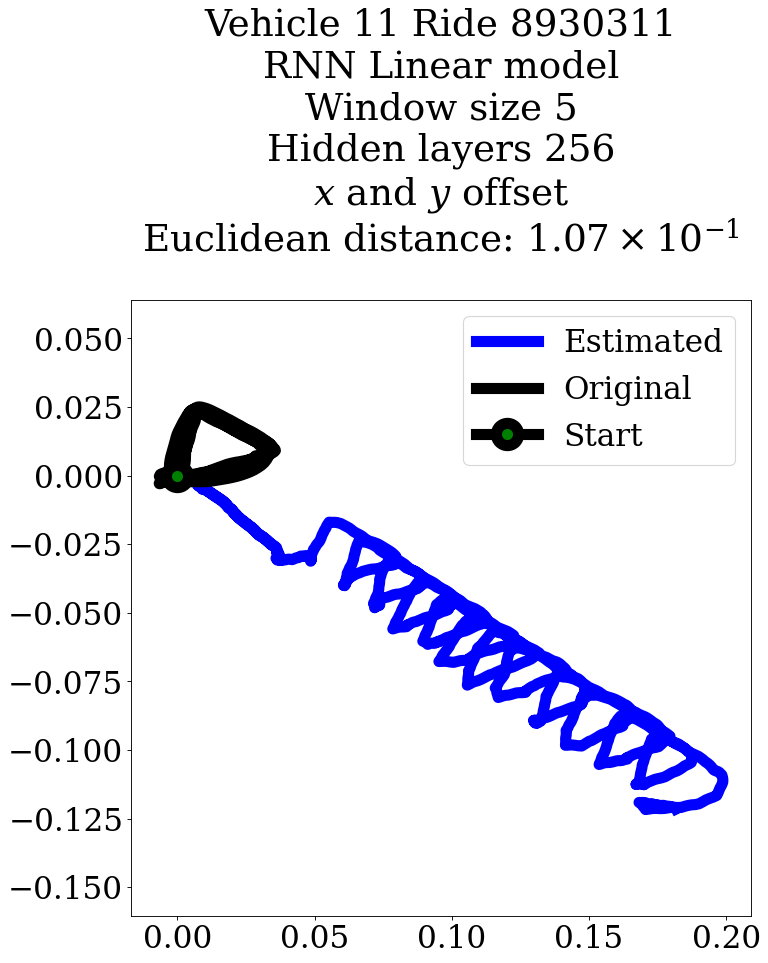 Vehicle 11 Ride 8930311
RNN Linear model
Window size 5
Hidden layers 256
x and y offset
Euclidean distance: 1.07 × 10⁻¹
Estimated
Original
Start
0.050
0.025
0.000
−0.025
−0.050
−0.075
−0.100
−0.125
−0.150
0.00 0.05 0.10 0.15 0.20